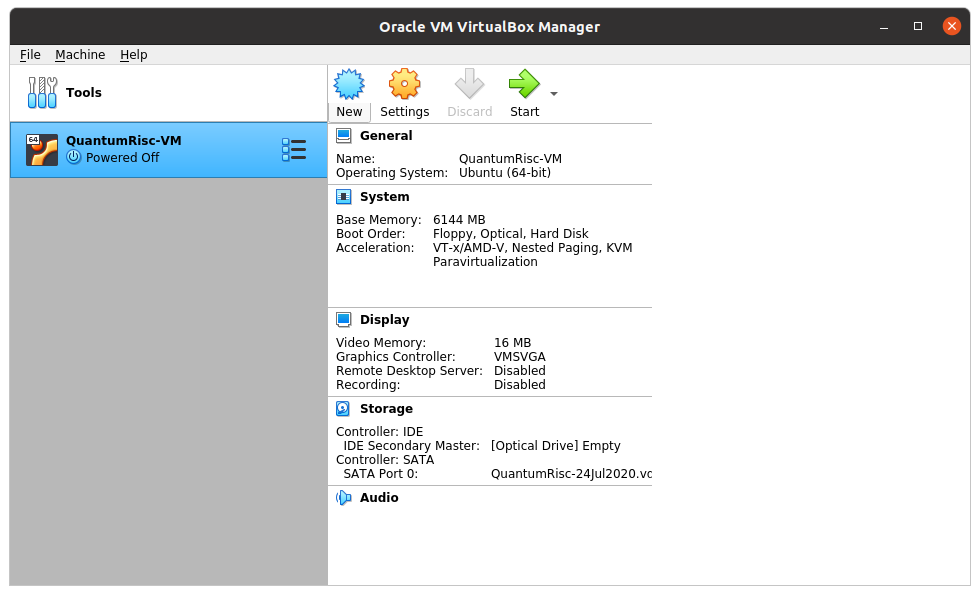 Oracle VM VirtualBox Manager
File Machine Help
Tools
64
QuantumRisc-VM
Powered Off
New Settings Discard Start
General
Name: QuantumRisc-VM
Operating System: Ubuntu (64-bit)
System
Base Memory: 6144 MB
Boot Order: Floppy, Optical, Hard Disk
Acceleration: VT-x/AMD-V, Nested Paging, KVM
Paravirtualization
Display
Video Memory: 16 MB
Graphics Controller: VMSVGA
Remote Desktop Server: Disabled
Recording: Disabled
Storage
Controller: IDE
IDE Secondary Master: [Optical Drive] Empty
Controller: SATA
SATA Port 0: QuantumRisc-24Jul2020.vd
Audio